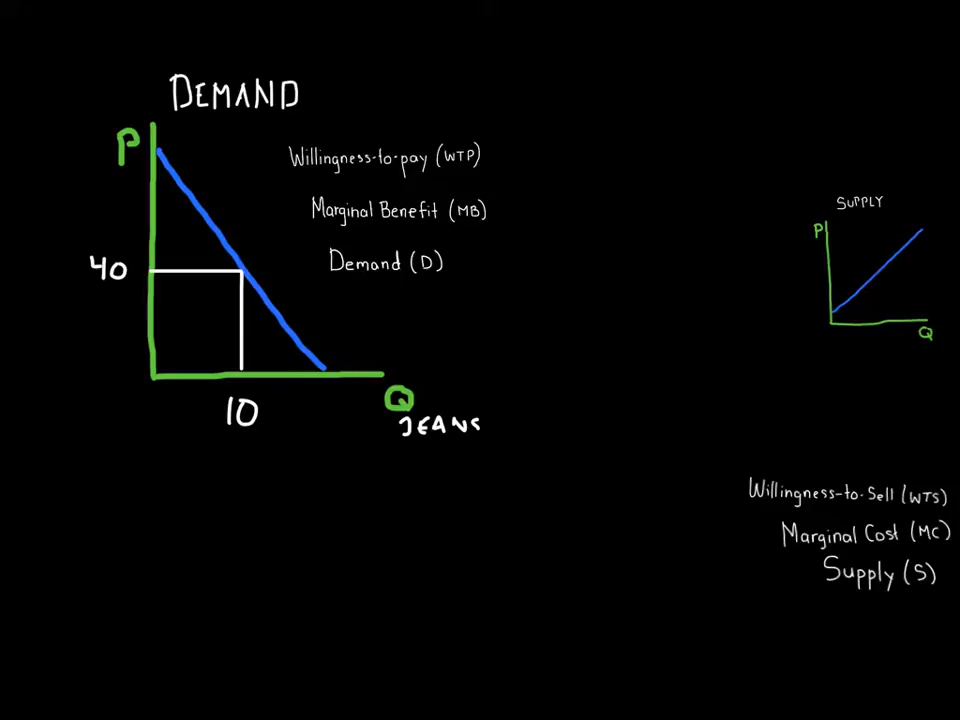 DEMAND
P
Willingness-to-pay (WTP)
Marginal Benefit (MB)
Demand (D)
40
10
Q
JEANS
SUPPLY
P
Q
Willingness-to-Sell (WTS)
Marginal Cost (MC)
Supply (S)